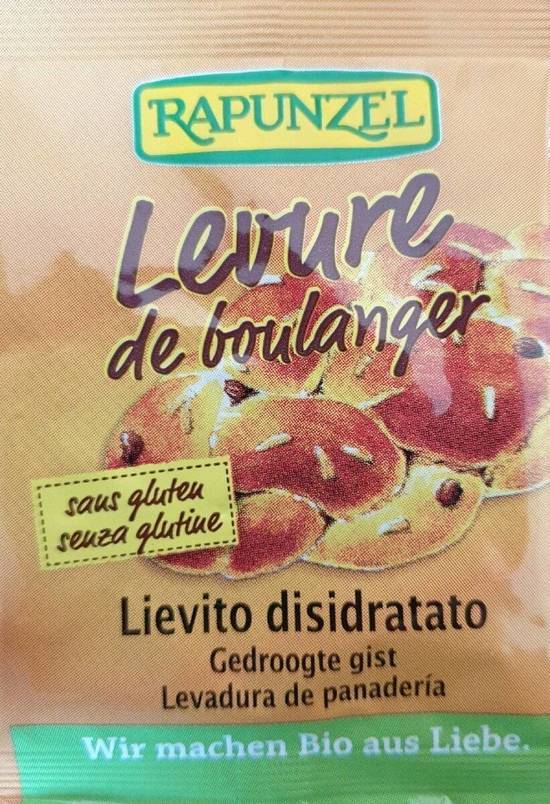 RAPUNZEL
Levure
de boulanger
sans gluten
senza glutine
Lievito disidratato
Gedroogte gist
Levadura de panadería
Wir machen Bio aus Liebe.